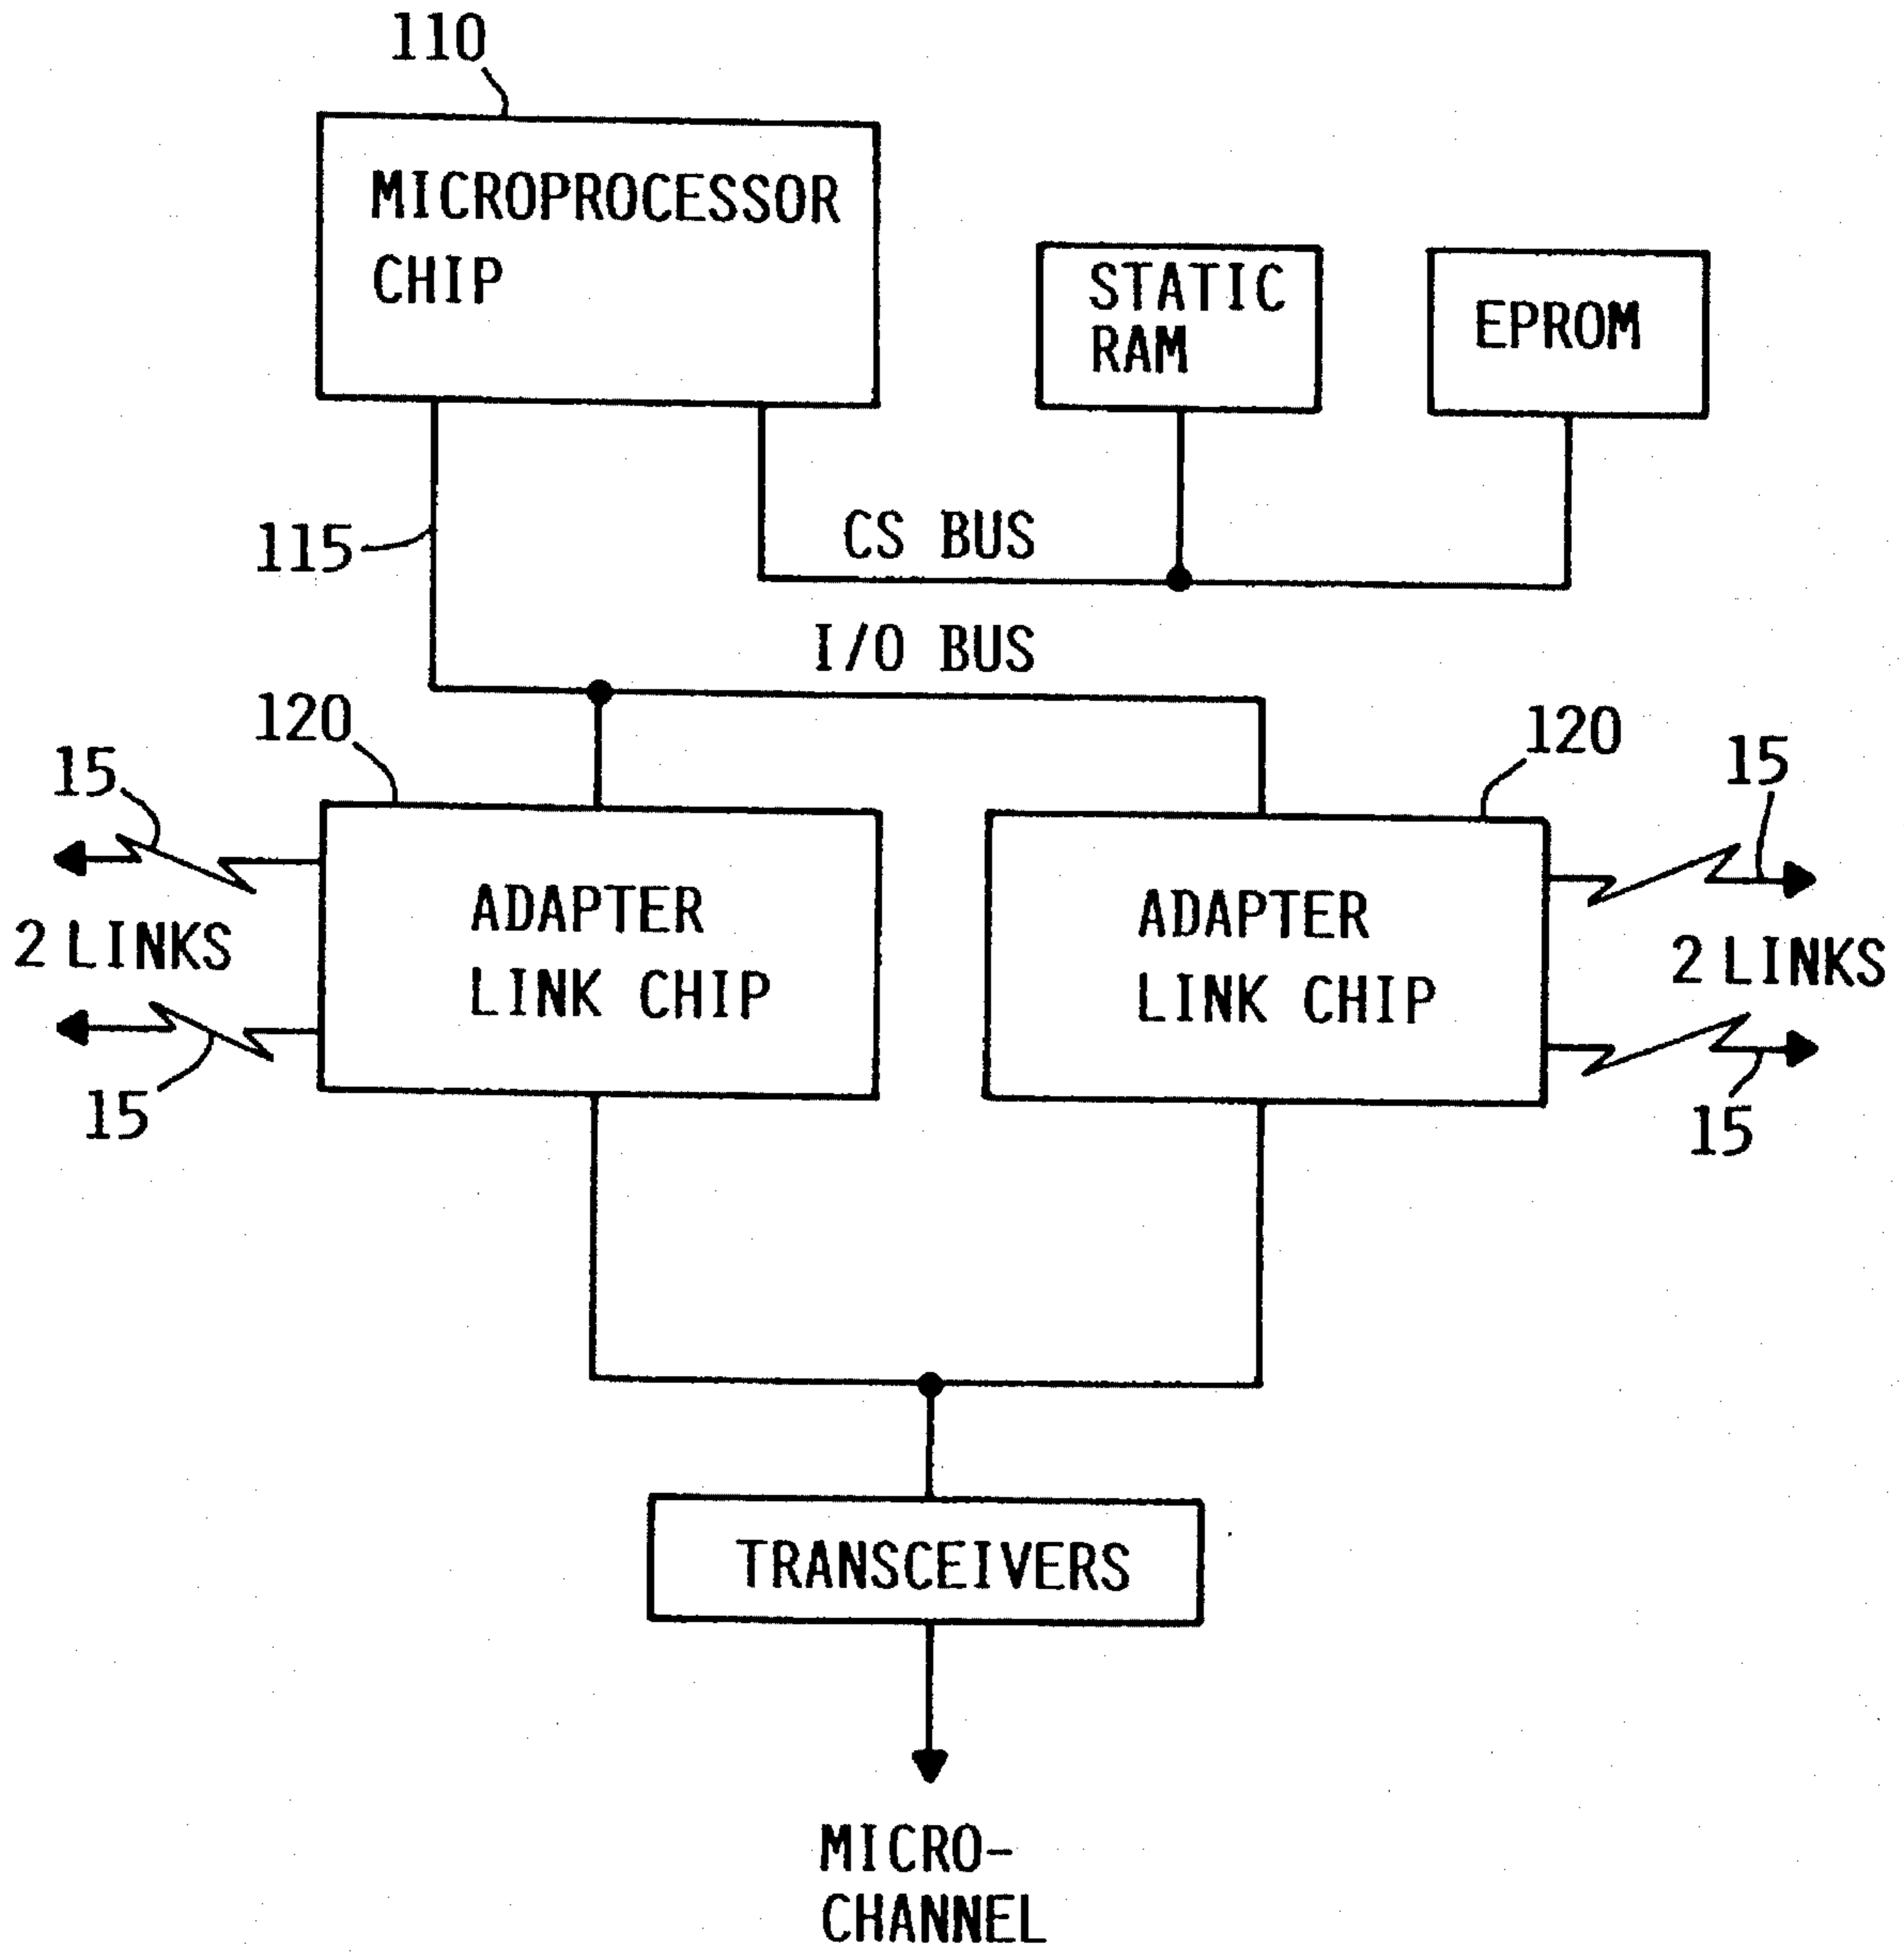 110
MICROPROCESSOR
CHIP
STATIC
RAM
EPROM
115
CS BUS
I/O BUS
120
120
15
15
2 LINKS
ADAPTER
LINK CHIP
ADAPTER
LINK CHIP
2 LINKS
15
15
TRANSCEIVERS
MICRO-
CHANNEL